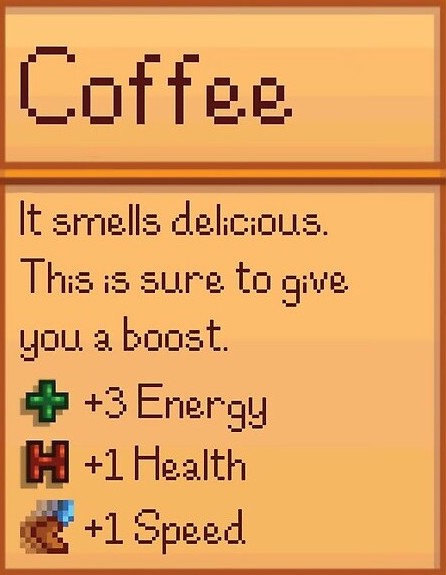 Coffee
It smells delicious.
This is sure to give
you a boost.
+3 Energy
+1 Health
+1 Speed